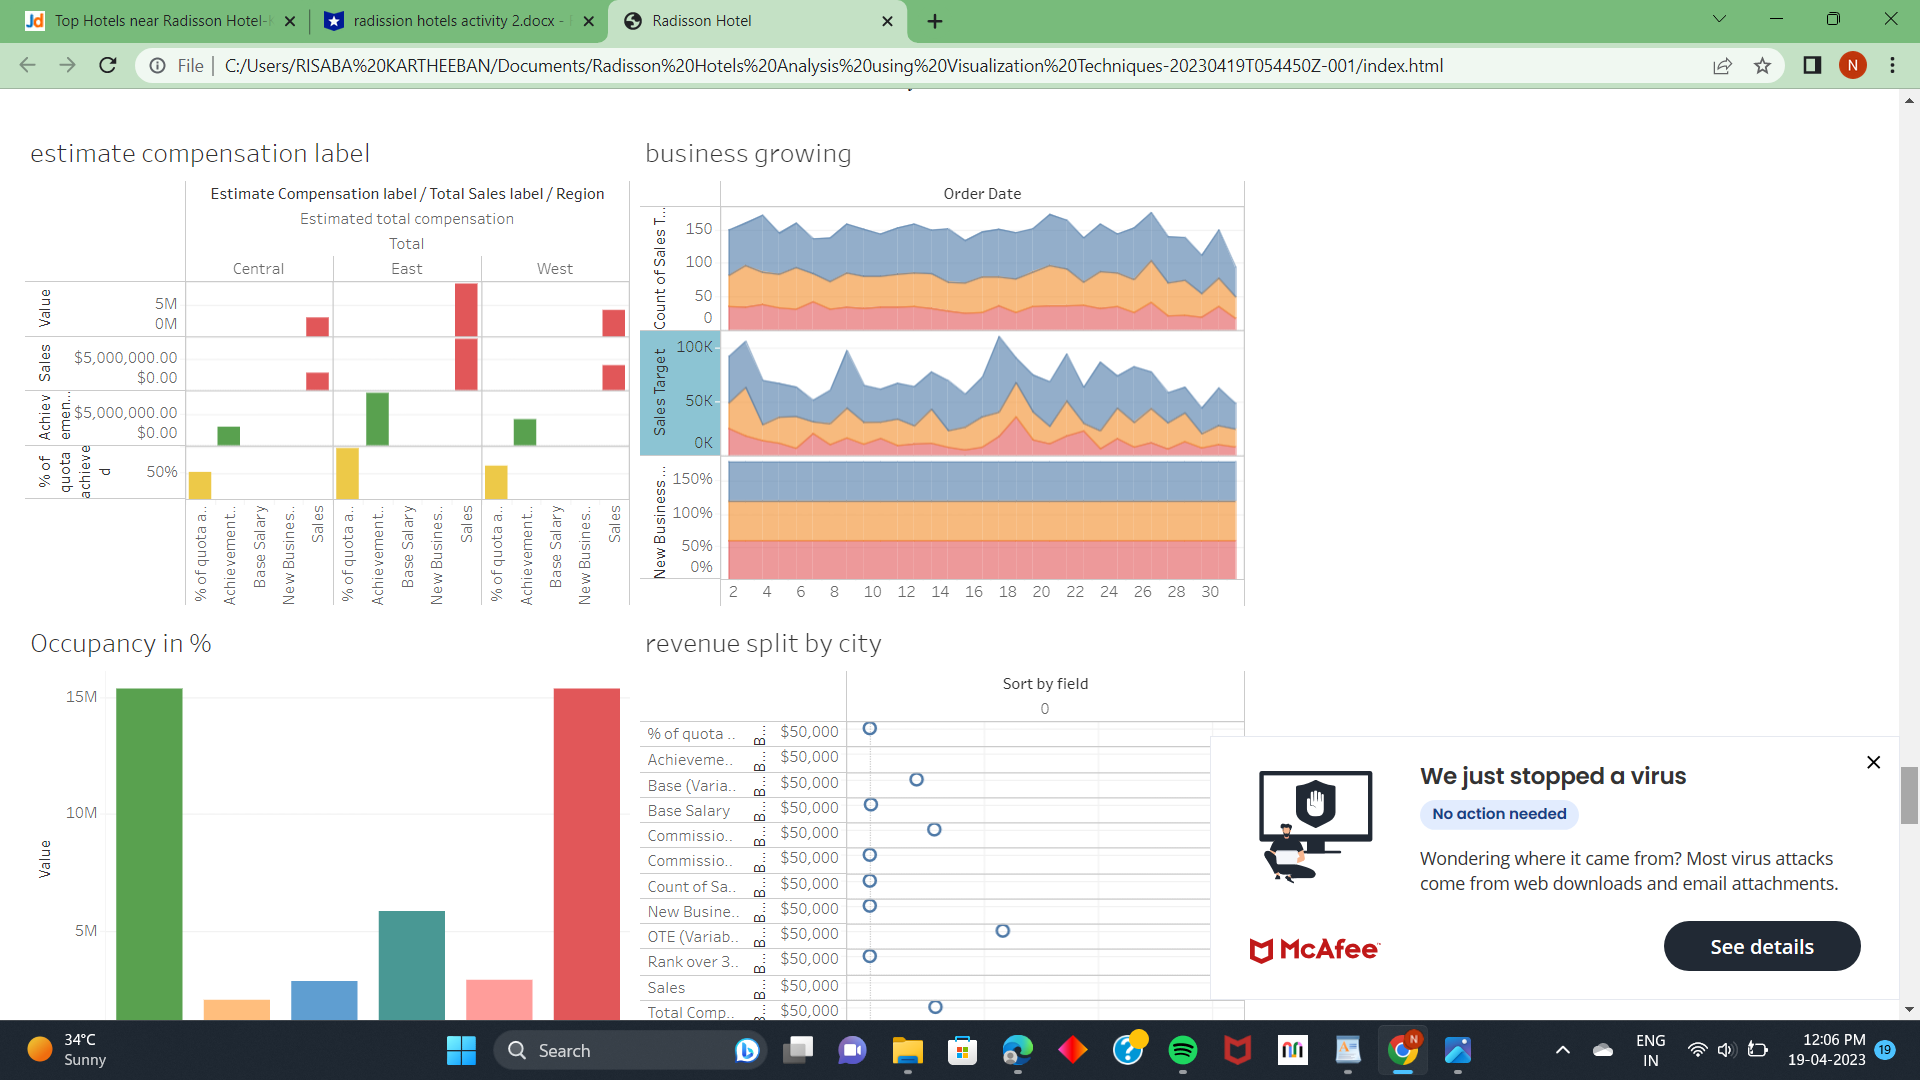 Top Hotels near Radisson Hotel-
radission hotels activity 2.docx -
Radisson Hotel
File
C:/Users/RISABA%20KARTHEEBAN/Documents/Radisson%20Hotels%20Analysis%20using%20Visualization%20Techniques-20230419T054450Z-001/index.html
N
estimate compensation label
Estimate Compensation label / Total Sales label / Region
Estimated total compensation
Total
Central East West
Value
5M
0M
Sales
$5,000,000.00
$0.00
Achiev
emen...
$5,000,000.00
$0.00
% of
quota
achieve
d
50%
% of quota a..
Achievement..
Base Salary
New Busines..
Sales
% of quota a..
Achievement..
Base Salary
New Busines..
Sales
% of quota a..
Achievement..
Base Salary
New Busines..
Sales
business growing
Order Date
Count of Sales T...
150
100
50
0
Sales Target
100K
50K
0K
New Business ...
150%
100%
50%
0%
2 4 6 8 10 12 14 16 18 20 22 24 26 28 30
Occupancy in %
Value
15M
10M
5M
revenue split by city
Sort by field
0
% of quota .. B... $50,000
Achieveme.. B... $50,000
Base (Varia.. B... $50,000
Base Salary B... $50,000
Commissio.. B... $50,000
Commissio.. B... $50,000
Count of Sa.. B... $50,000
New Busine.. B... $50,000
OTE (Variab.. B... $50,000
Rank over 3.. B... $50,000
Sales B... $50,000
Total Comp.. B... $50,000
We just stopped a virus
No action needed
Wondering where it came from? Most virus attacks
come from web downloads and email attachments.
McAfee
See details
34°C
Sunny
Search
N
ENG
IN
12:06 PM
19-04-2023
19